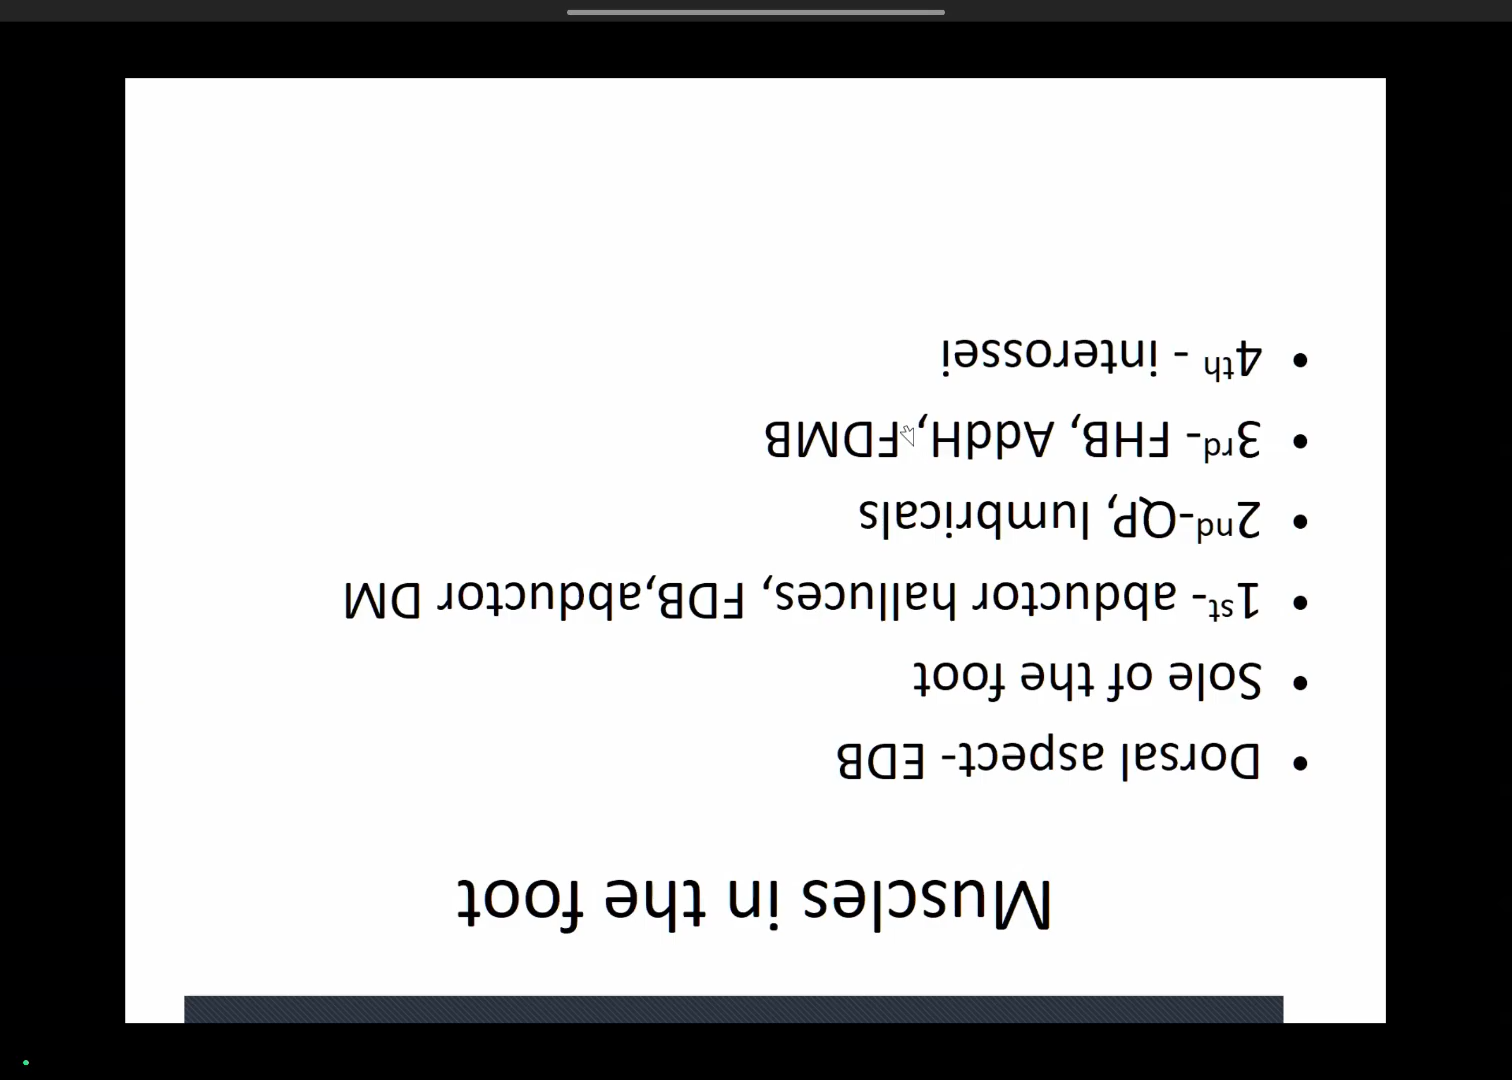 Muscles in the foot
• Dorsal aspect- EDB
• Sole of the foot
• 1st- abductor halluces, FDB,abductor DM
• 2nd-QP, lumbricals
• 3rd- FHB, AddH,FDMB
• 4th - interossei